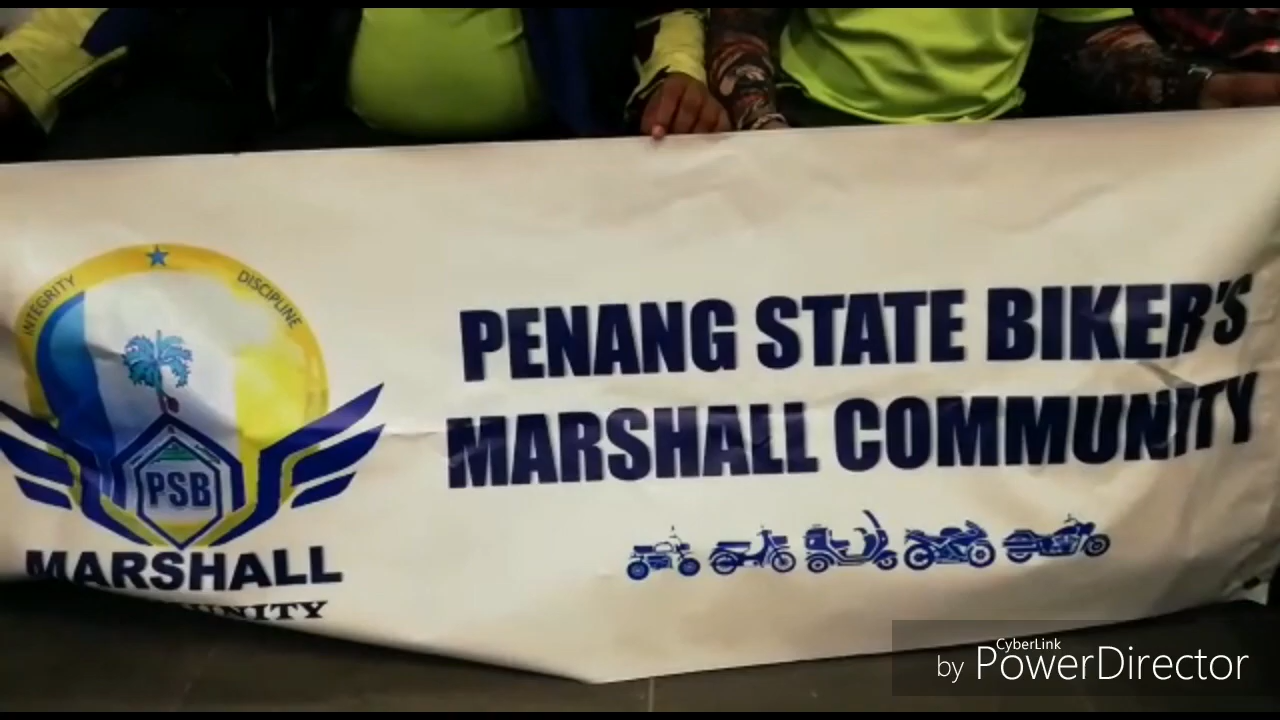 INTEGRITY
DISCIPLINE
PSB
MARSHALL
PENANG STATE BIKER'S
MARSHALL COMMUNITY
CyberLink
by PowerDirector